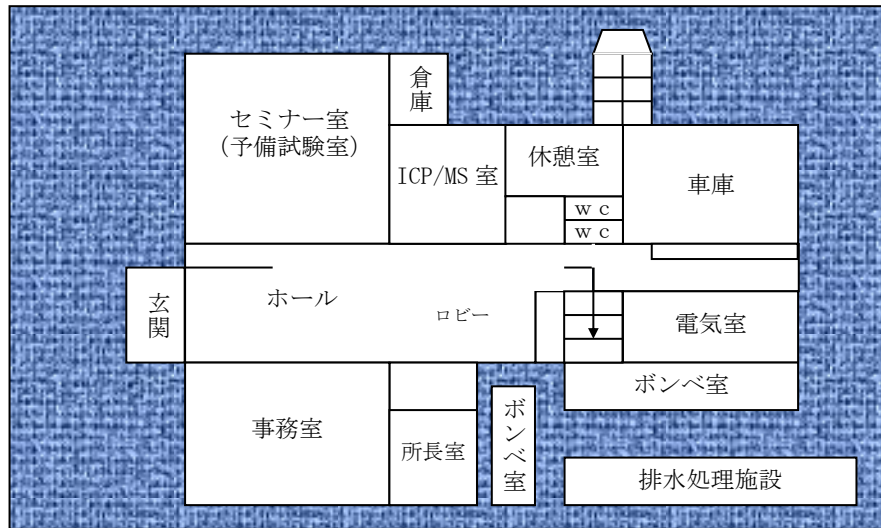 倉庫
セミナー室
(予備試験室)
ICP/MS 室
休憩室
車庫
ｗｃ
ｗｃ
玄関
ホール
ロビー
電気室
ボンベ室
事務室
所長室
ボンベ室
排水処理施設